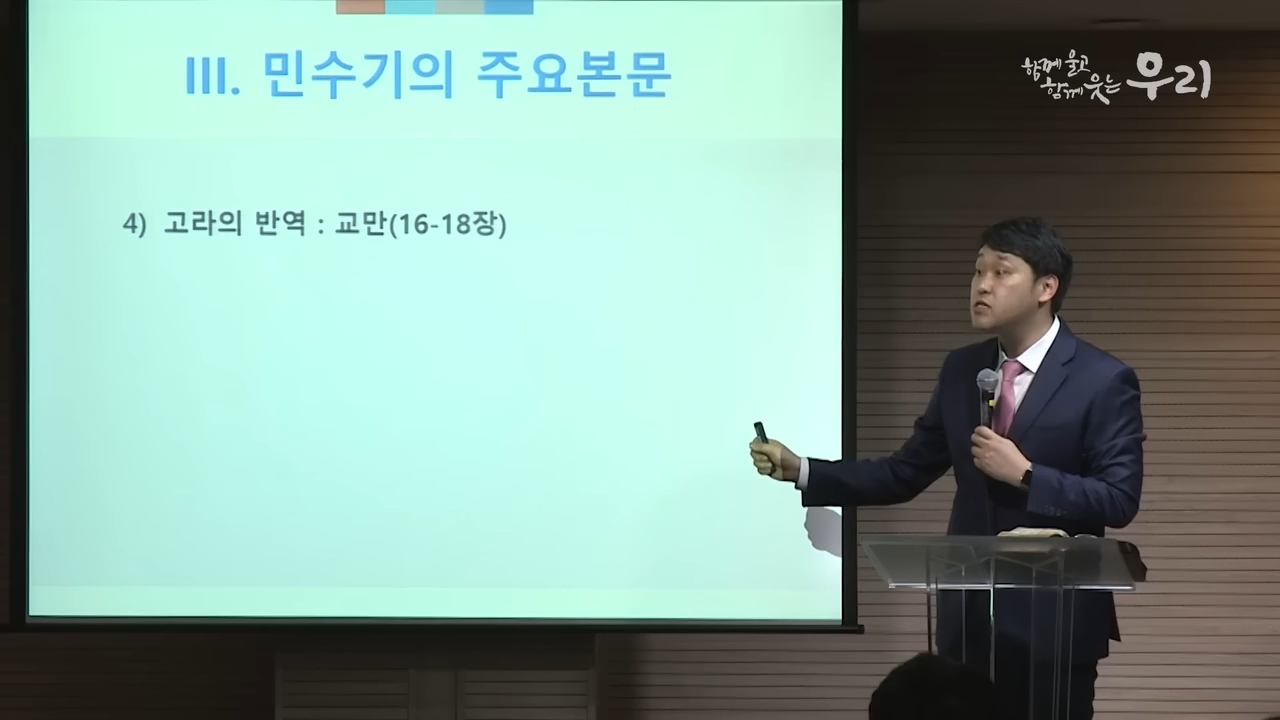 III. 민수기의 주요본문
함께 울고
함께 웃는 우리
4) 고라의 반역 : 교만(16-18장)